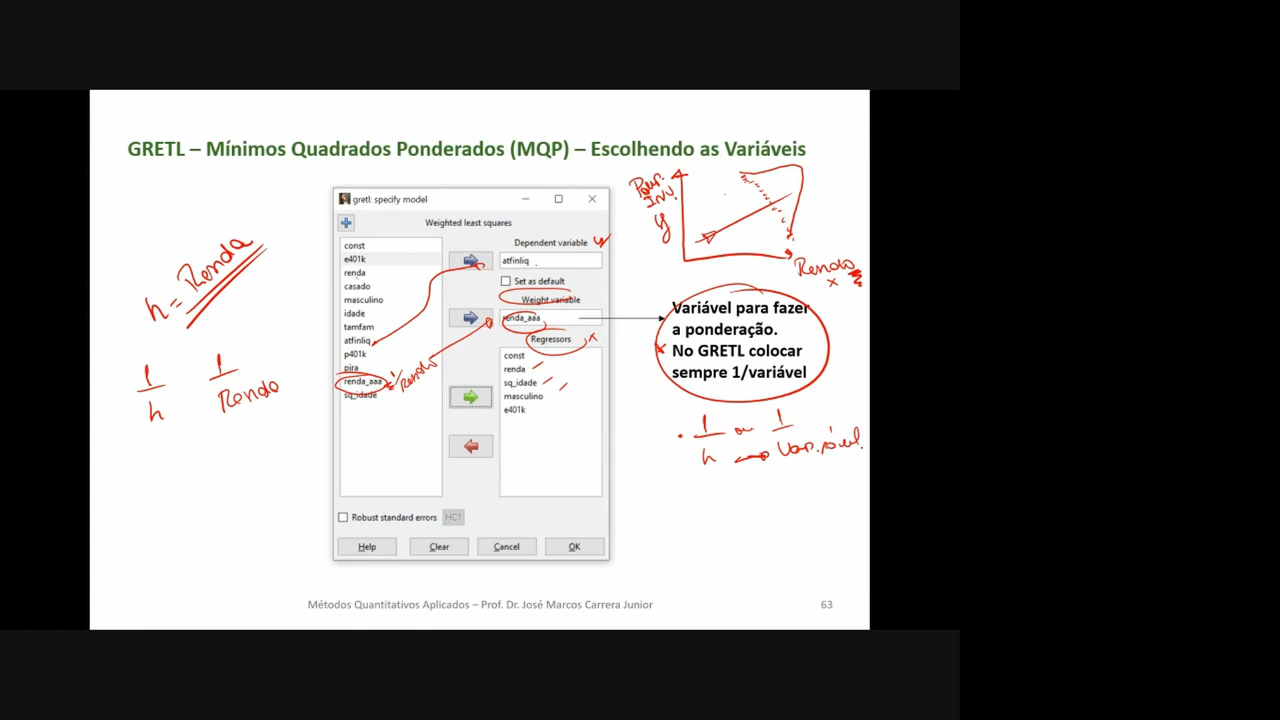 GRETL – Mínimos Quadrados Ponderados (MQP) – Escolhendo as Variáveis
Poup.
INV.
y
Renda
x
gretl: specify model
Weighted least squares
const
e401k
renda
casado
masculino
idade
tamfam
atfinliq
p401k
pira
renda_aaa
sq_idade
1/Renda
Dependent variable
y
atfinliq
Set as default
Weight variable
renda_aaa
Regressors
x
const
renda
sq_idade
masculino
e401k
Robust standard errors
HC1
Help
Clear
Cancel
OK
h = Renda
1
h
1
Renda
Variável para fazer
a ponderação.
No GRETL colocar
sempre 1/variável
1 ou 1
h Variável.
Métodos Quantitativos Aplicados – Prof. Dr. José Marcos Carrera Junior
63